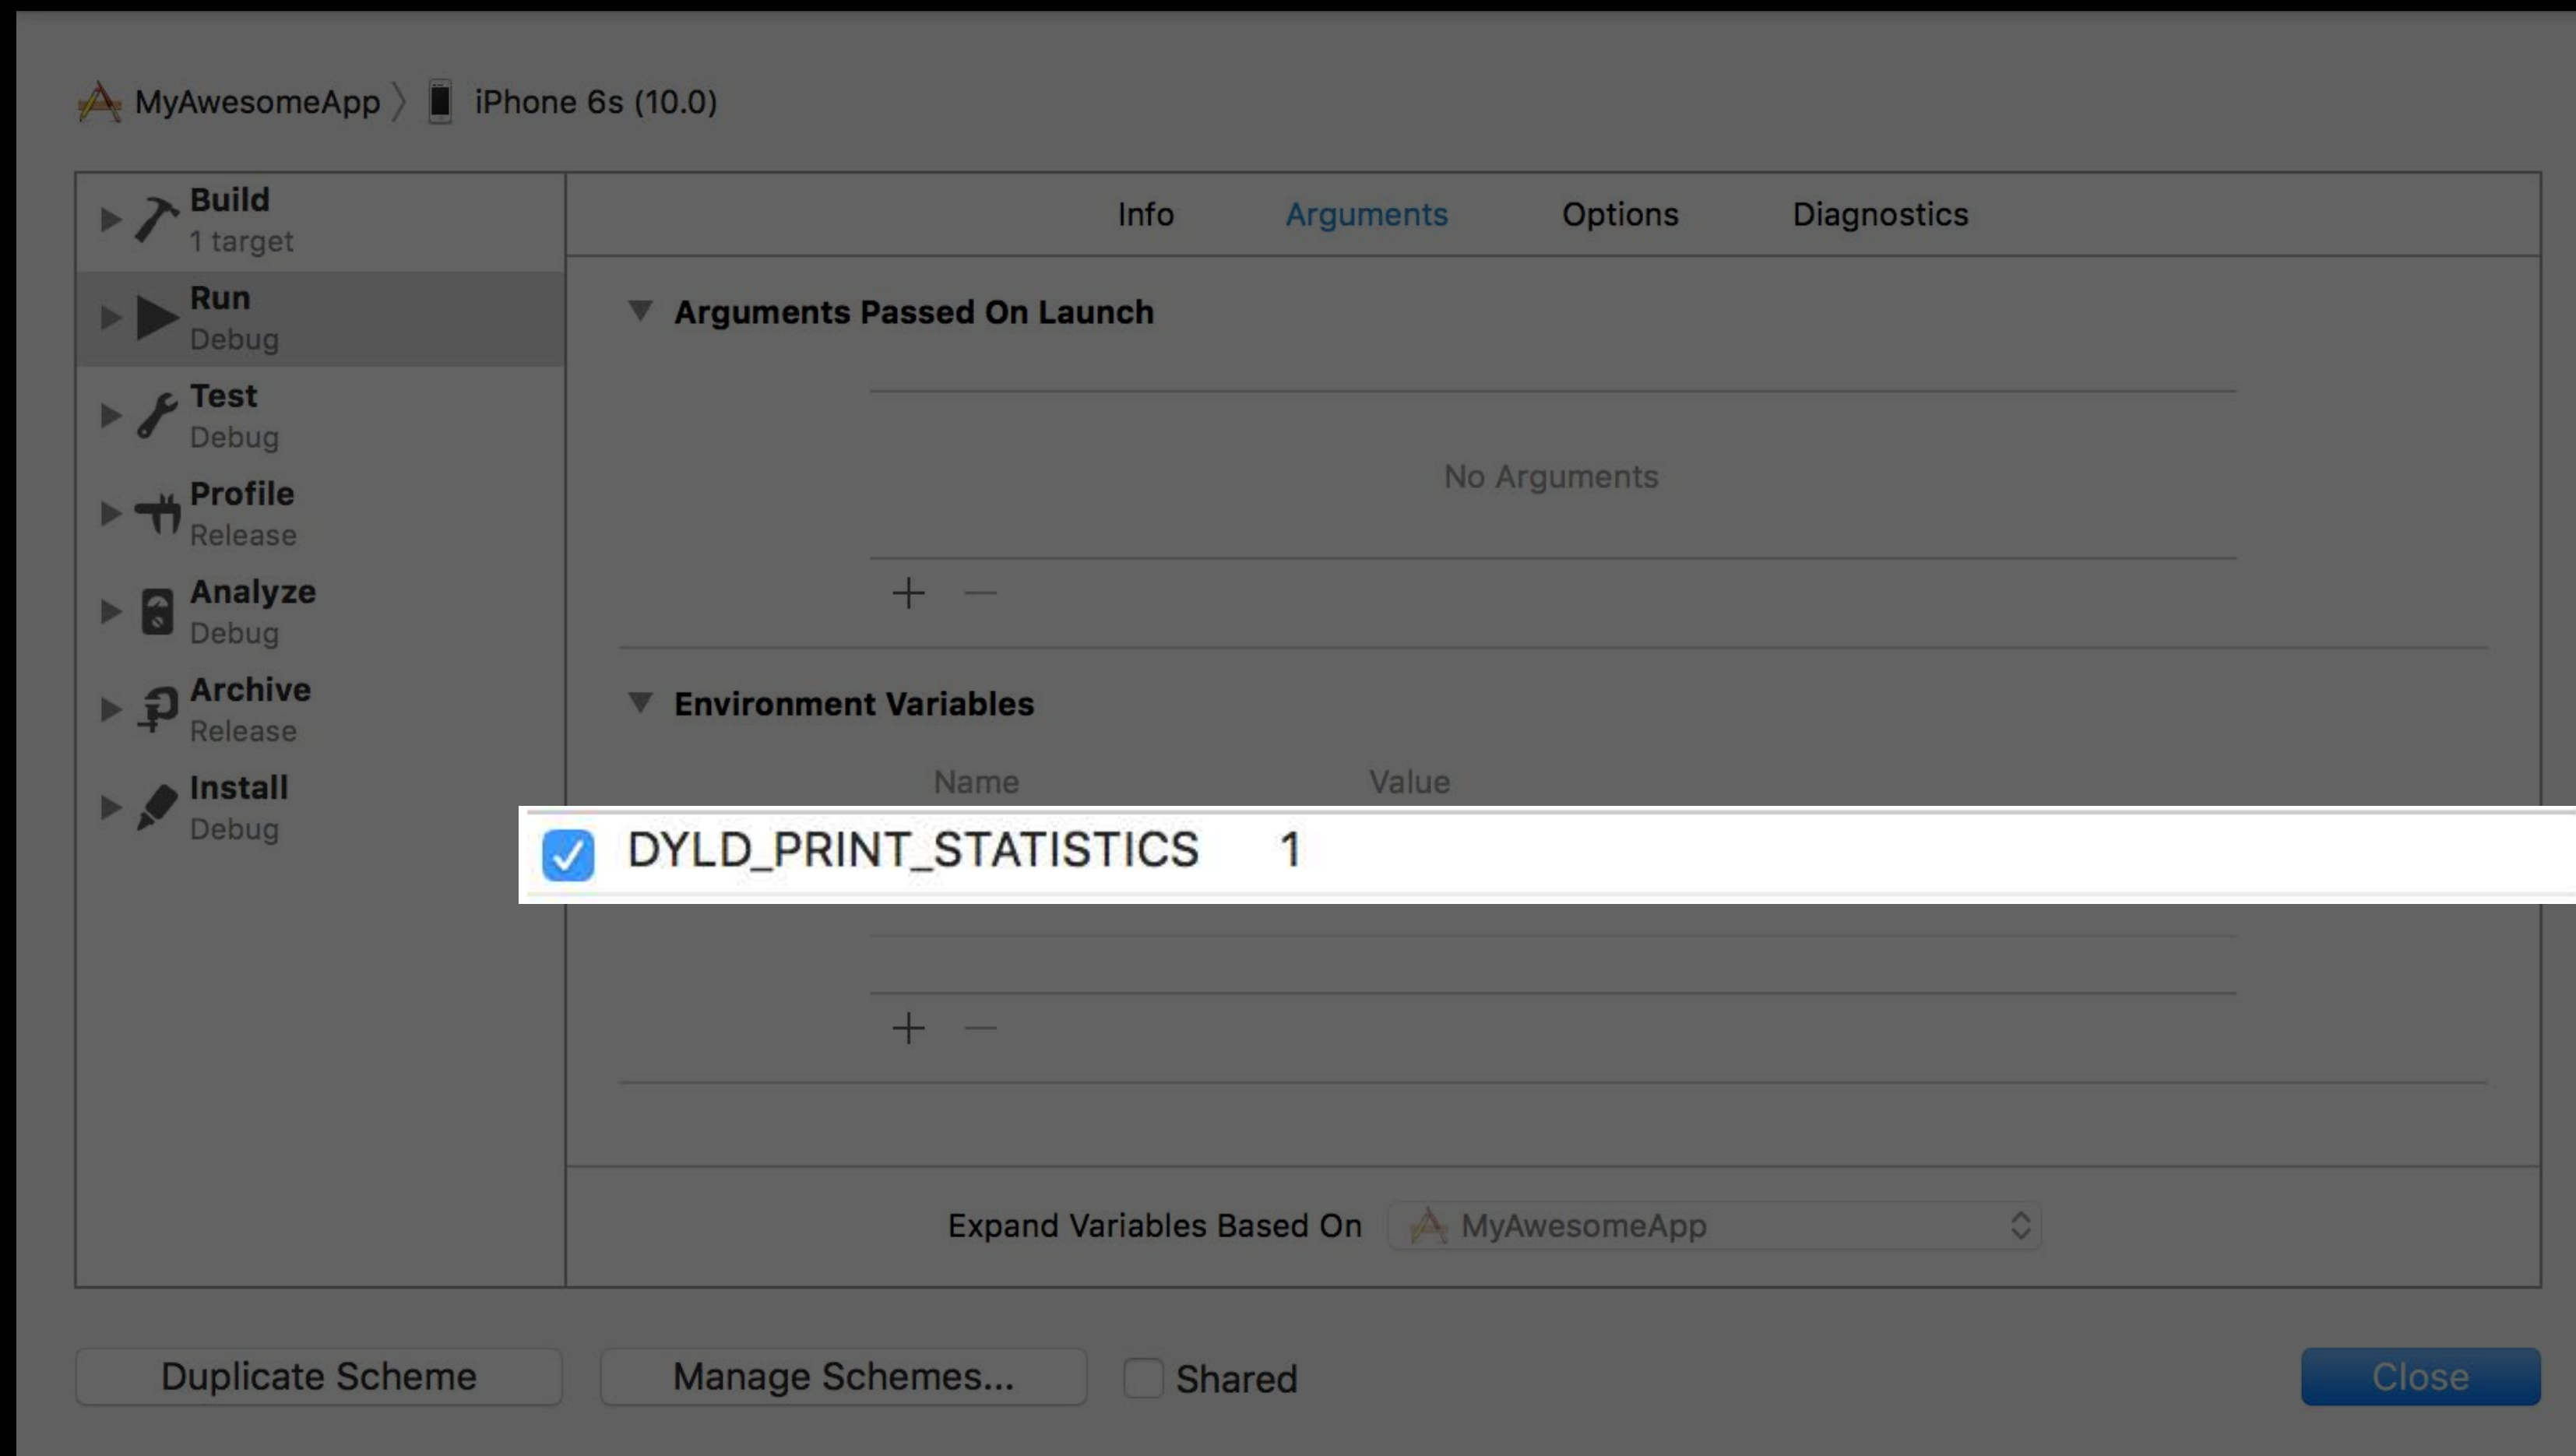 MyAwesomeApp 〉 iPhone 6s (10.0)
Build
1 target
Run
Debug
Test
Debug
Profile
Release
Analyze
Debug
Archive
Release
Install
Debug
Info Arguments Options Diagnostics
Arguments Passed On Launch
No Arguments
Environment Variables
Name Value
DYLD_PRINT_STATISTICS 1
Expand Variables Based On MyAwesomeApp
Duplicate Scheme Manage Schemes... Shared Close